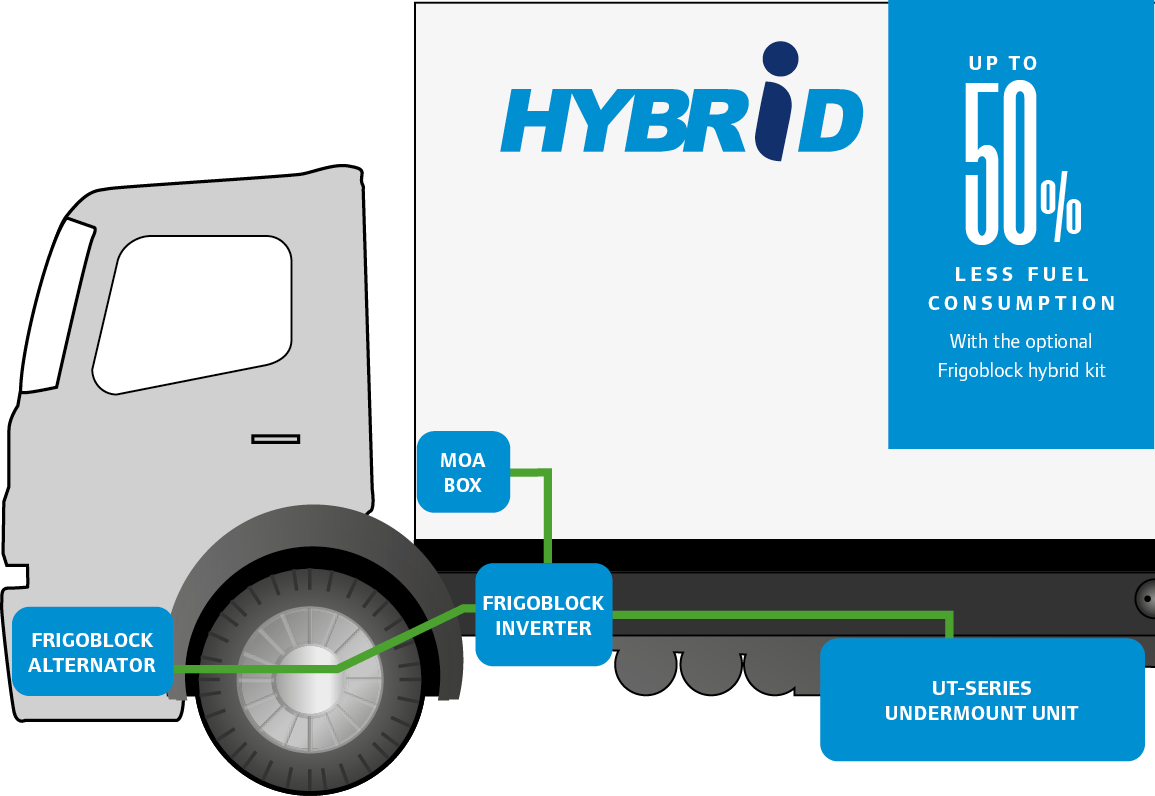 HYBRiD
UP TO
50%
LESS FUEL
CONSUMPTION
With the optional
Frigoblock hybrid kit
MOA
BOX
FRIGOBLOCK
INVERTER
FRIGOBLOCK
ALTERNATOR
UT-SERIES
UNDERMOUNT UNIT